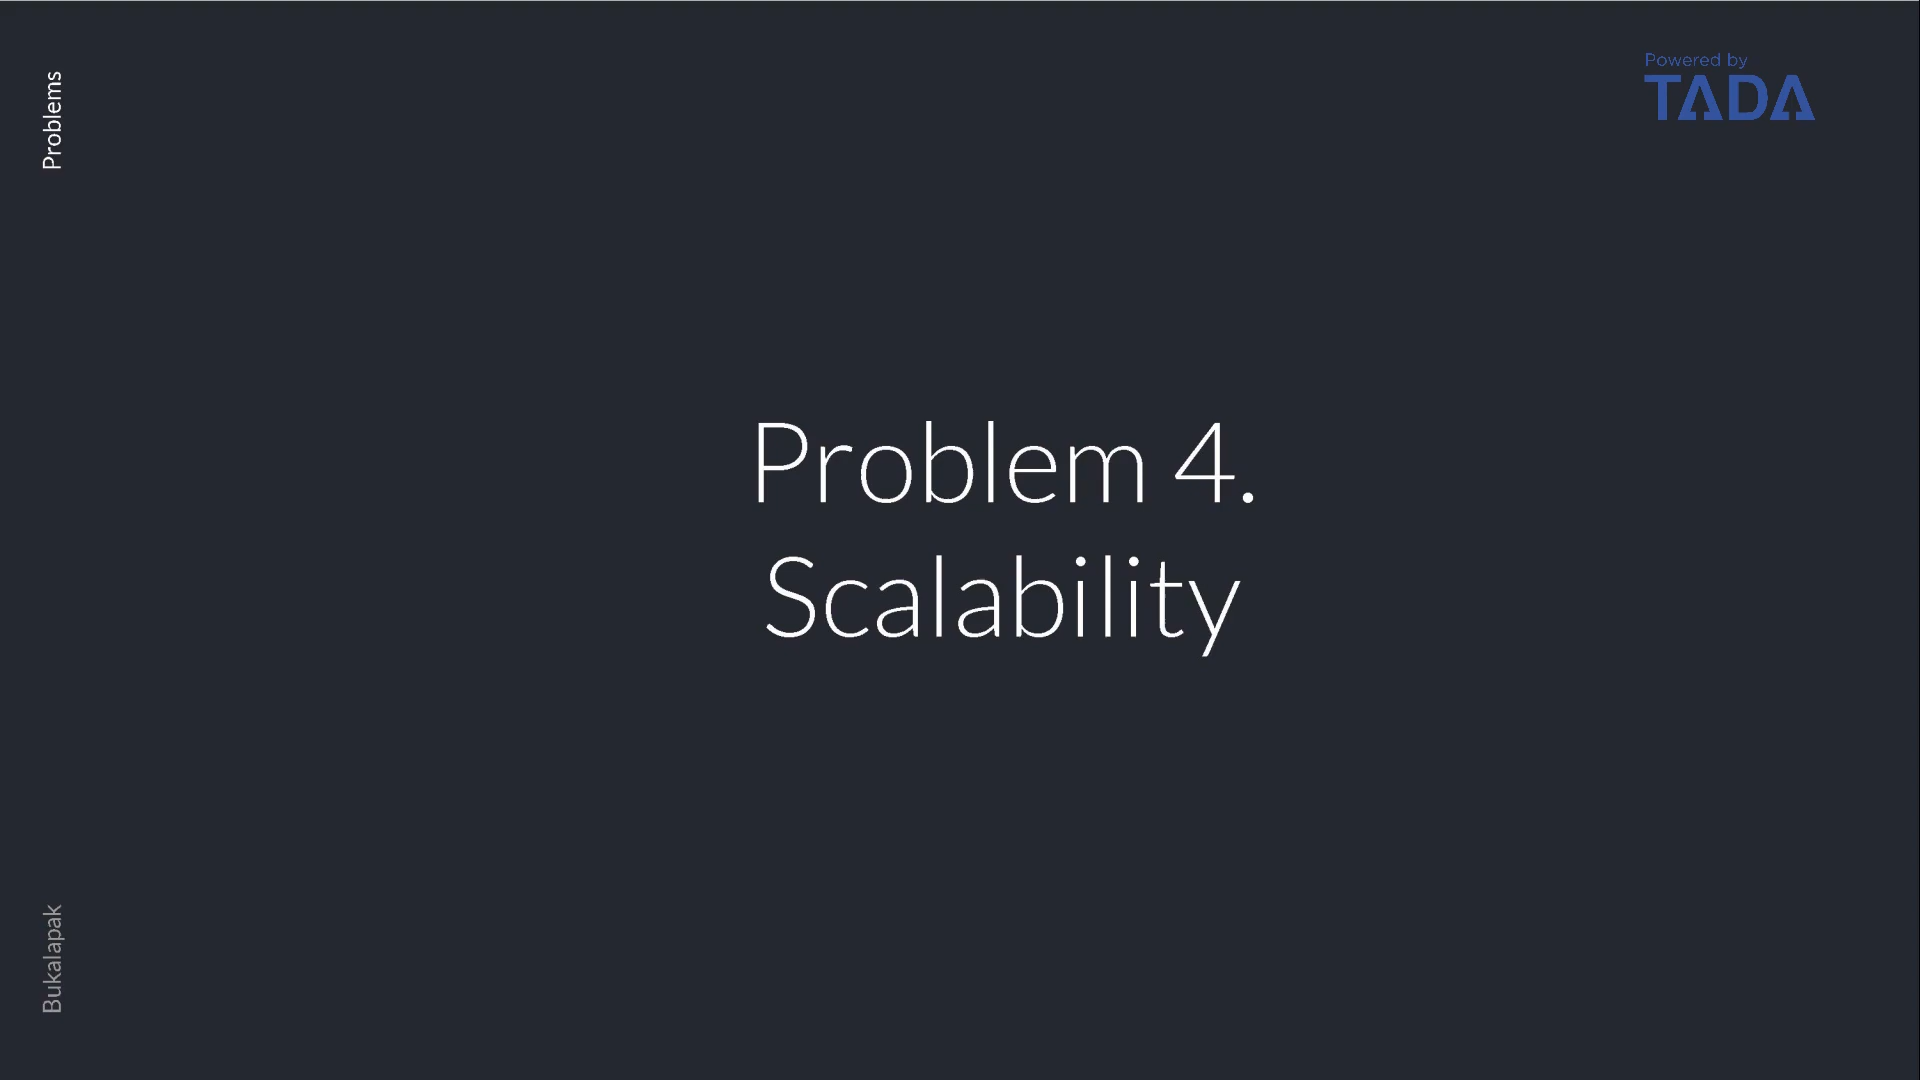 Problems
Powered by
TADA
Problem 4.
Scalability
Bukalapak